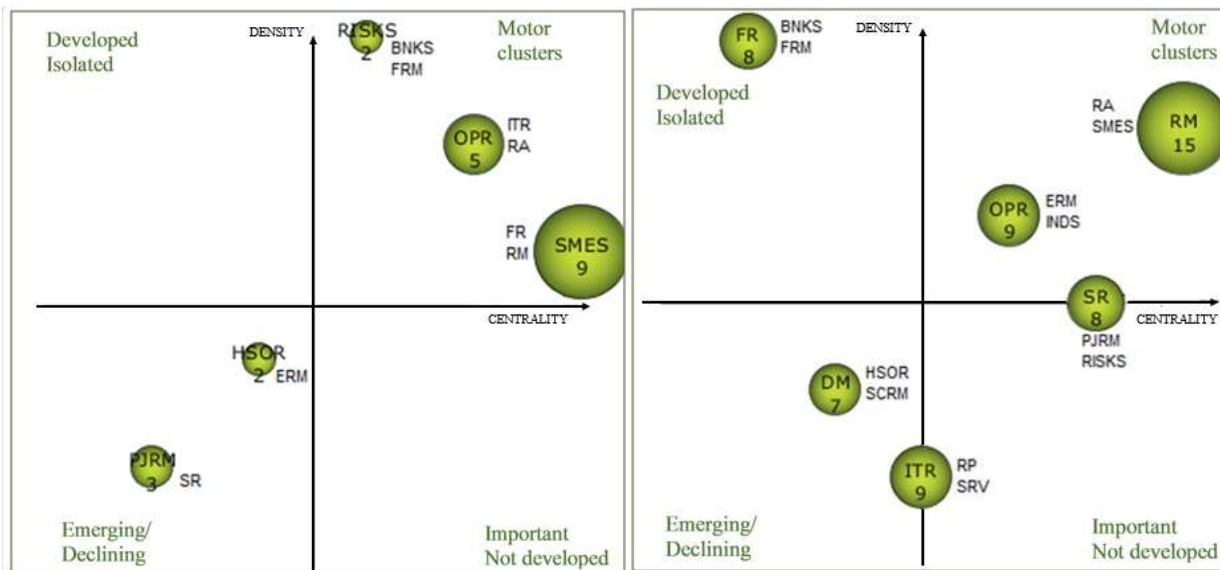 Developed
Isolated
DENSITY
Motor
clusters
RISKS
2
BNKS
FRM
OPR
5
ITR
RA
FR
RM
SMES
9
CENTRALITY
HSOR
2
ERM
PJRM
3
SR
Emerging/
Declining
Important
Not developed
FR
8
BNKS
FRM
DENSITY
Motor
clusters
Developed
Isolated
RA
SMES
RM
15
OPR
9
ERM
INDS
SR
8
CENTRALITY
PJRM
RISKS
DM
7
HSOR
SCRM
ITR
9
RP
SRV
Emerging/
Declining
Important
Not developed